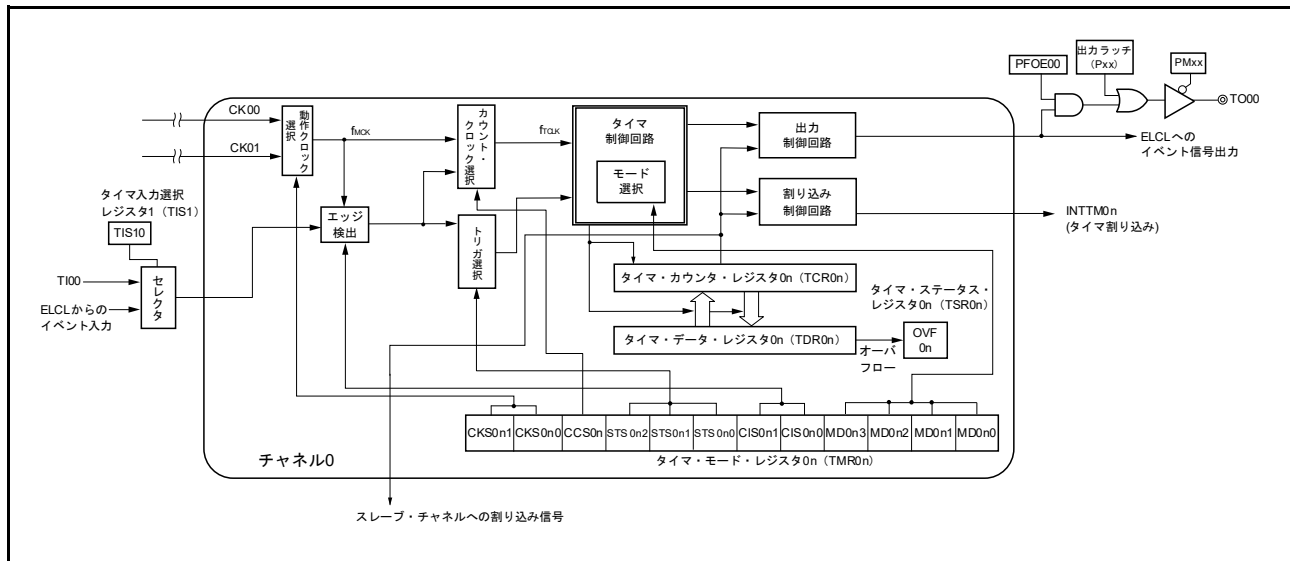 出力ラッチ
(Pxx)
PFOE00
PMxx
TO00
CK00
CK01
動作クロック
選択
fMCK
カウント・
クロック選択
fTCLK
タイマ
制御回路
モード
選択
出力
制御回路
ELCLへの
イベント信号出力
割り込み
制御回路
INTTM0n
(タイマ割り込み)
タイマ入力選択
レジスタ1（TIS1）
TIS10
エッジ
検出
トリガ選択
TI00
セレクタ
ELCLからの
イベント入力
タイマ・カウンタ・レジスタ0n（TCR0n）
タイマ・ステータス・
レジスタ0n（TSR0n）
タイマ・データ・レジスタ0n（TDR0n）
オーバ
フロー
OVF
0n
CKS0n1 CKS0n0 CCS0n STS0n2 STS0n1 STS0n0 CIS0n1 CIS0n0 MD0n3 MD0n2 MD0n1 MD0n0
チャネル0
タイマ・モード・レジスタ0n（TMR0n）
スレーブ・チャネルへの割り込み信号